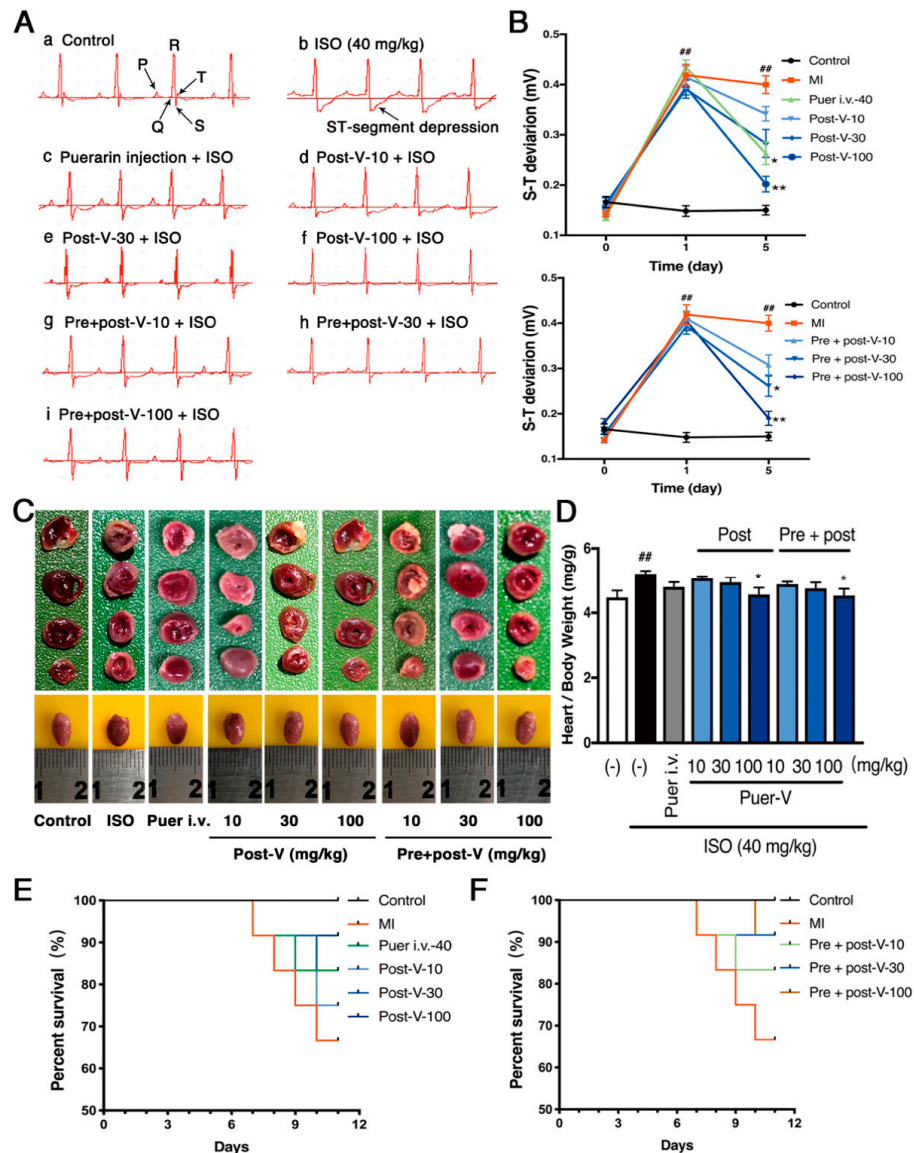 A
a Control
P
R
T
Q
S
b ISO (40 mg/kg)
ST-segment depression
c Puerarin injection + ISO
d Post-V-10 + ISO
e Post-V-30 + ISO
f Post-V-100 + ISO
g Pre+post-V-10 + ISO
h Pre+post-V-30 + ISO
i Pre+post-V-100 + ISO
B
S-T deviarion (mV)
0.5
0.4
0.3
0.2
0.1
##
##
*
**
0 1 5
Time (day)
Control
MI
Puer i.v.-40
Post-V-10
Post-V-30
Post-V-100
S-T deviarion (mV)
0.5
0.4
0.3
0.2
0.1
##
##
*
**
0 1 5
Time (day)
Control
MI
Pre + post-V-10
Pre + post-V-30
Pre + post-V-100
C
1 2 1 2 1 2 1 2 1 2 1 2 1 2 1 2 1 2
Control ISO Puer i.v. 10 30 100 10 30 100
Post-V (mg/kg) Pre+post-V (mg/kg)
D
Heart / Body Weight (mg/g)
6
4
2
0
Post Pre + post
##
*
*
(-) (-) Puer i.v. 10 30 100 10 30 100 (mg/kg)
Puer-V
ISO (40 mg/kg)
E
Percent survival (%)
100
90
80
70
60
50
0 3 6 9 12
Days
Control
MI
Puer i.v.-40
Post-V-10
Post-V-30
Post-V-100
F
Percent survival (%)
100
90
80
70
60
50
0 3 6 9 12
Days
Control
MI
Pre + post-V-10
Pre + post-V-30
Pre + post-V-100